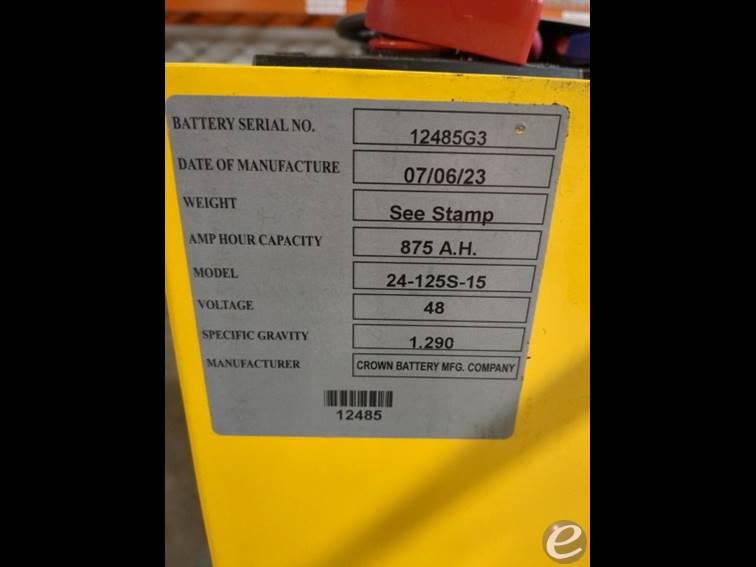 BATTERY SERIAL NO. 12485G3
DATE OF MANUFACTURE 07/06/23
WEIGHT See Stamp
AMP HOUR CAPACITY 875 A.H.
MODEL 24-125S-15
VOLTAGE 48
SPECIFIC GRAVITY 1.290
MANUFACTURER CROWN BATTERY MFG. COMPANY
12485
e